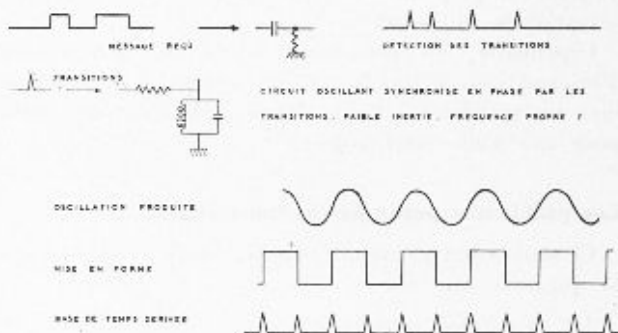 MESSAGE REÇU
DETECTION DES TRANSITIONS
TRANSITIONS
CIRCUIT OSCILLANT SYNCHRONISE EN PHASE PAR LES
TRANSITIONS. FAIBLE INERTIE. FREQUENCE PROPRE F.
OSCILLATION PRODUITE
MISE EN FORME
BASE DE TEMPS DERIVEE